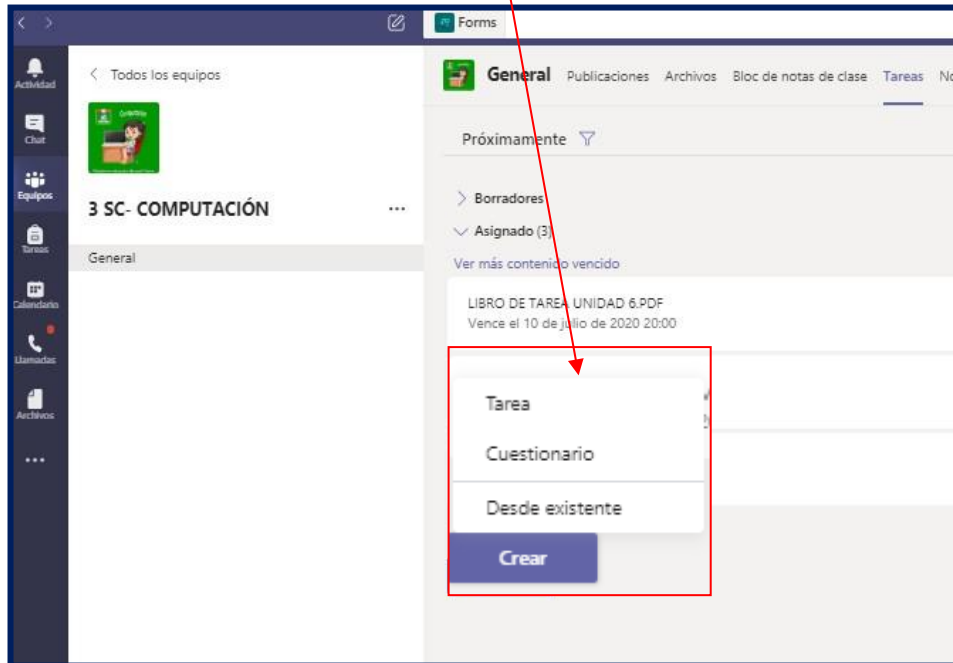 Forms
Actividad
Chat
Equipos
Tareas
Calendario
Llamadas
Archivos
Todos los equipos
3 SC- COMPUTACIÓN
General
General Publicaciones Archivos Bloc de notas de clase Tareas
Próximamente
Borradores
Asignado (3)
Ver más contenido vencido
LIBRO DE TAREA UNIDAD 6.PDF
Vence el 10 de julio de 2020 20:00
Tarea
Cuestionario
Desde existente
Crear